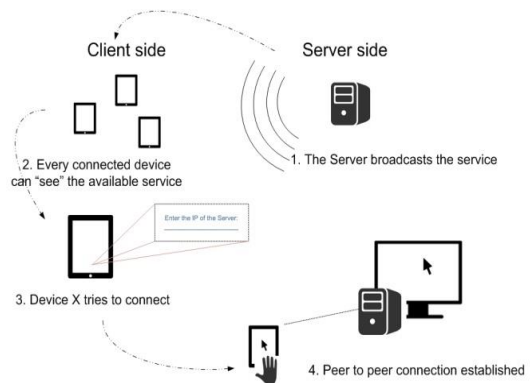 Client side
Server side
1. The Server broadcasts the service
2. Every connected device
can “see” the available service
Enter the IP of the Server:
3. Device X tries to connect
4. Peer to peer connection established